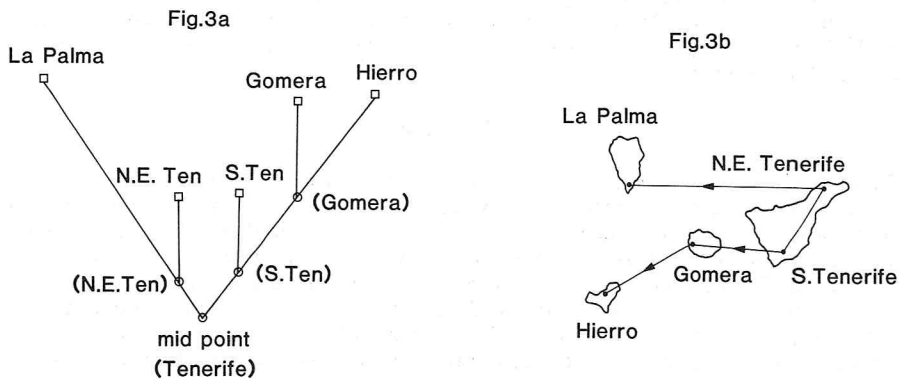 Fig.3a
La Palma
Gomera
Hierro
N.E. Ten
S.Ten
(Gomera)
(N.E.Ten)
(S.Ten)
mid point
(Tenerife)
Fig.3b
La Palma
N.E. Tenerife
Gomera
S.Tenerife
Hierro